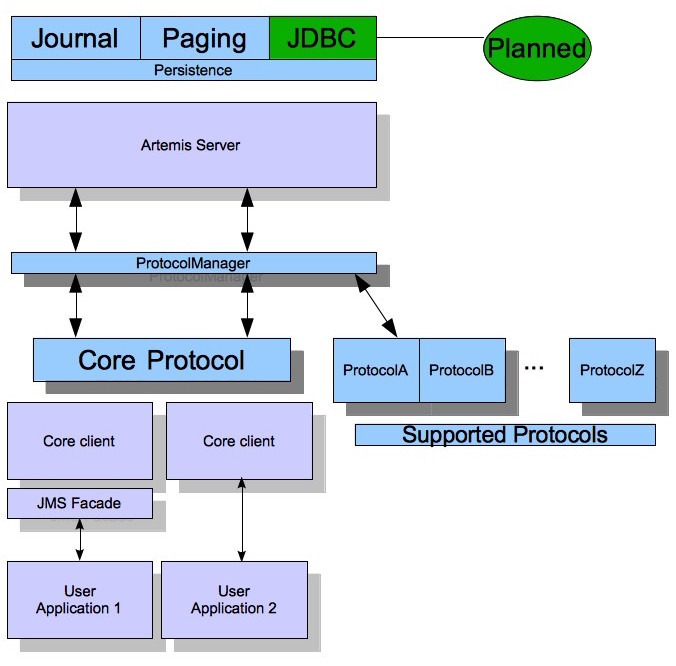 Journal
Paging
JDBC
Planned
Persistence
Artemis Server
ProtocolManager
ProtocolManager
Core Protocol
ProtocolA
ProtocolB
...
ProtocolZ
Supported Protocols
Core client
Core client
JMS Facade
User
Application 1
User
Application 2